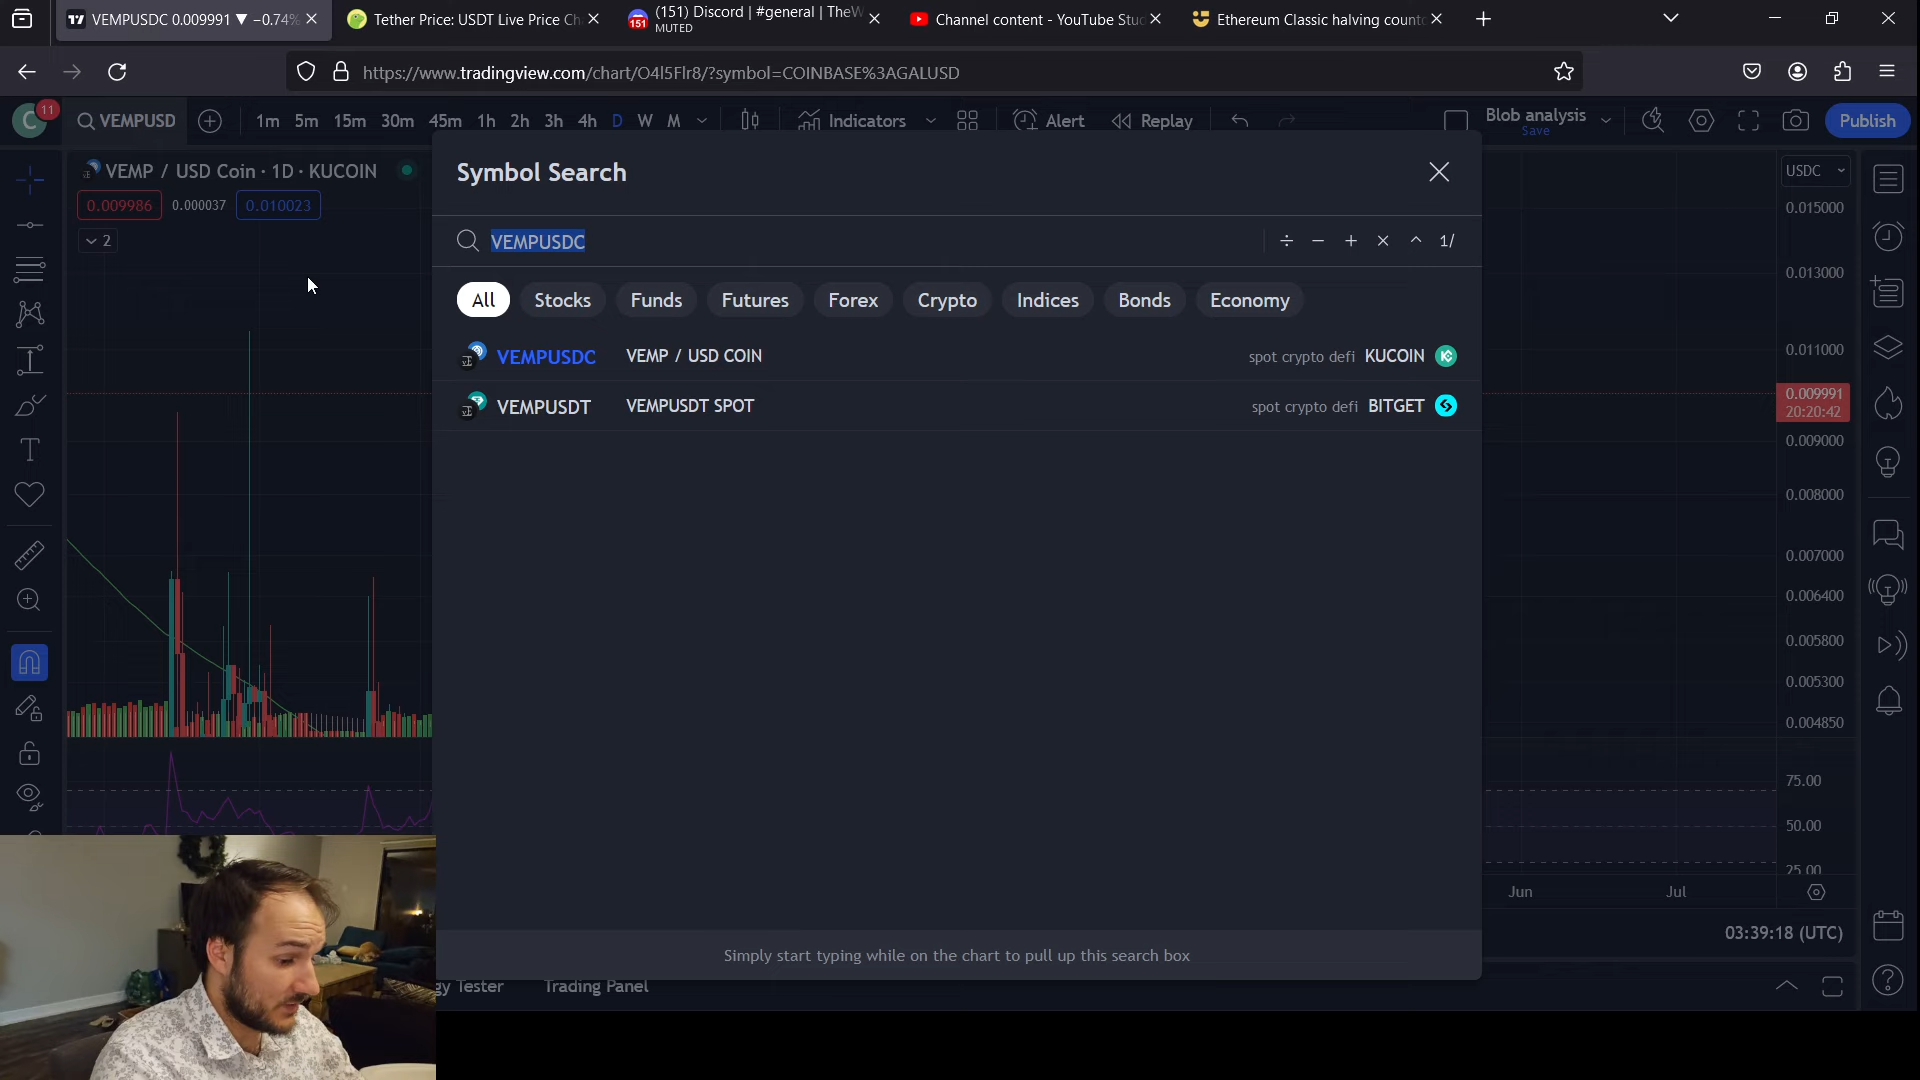 VEMPUSDC 0.009991 ▼ −0.74%
Tether Price: USDT Live Price Ch
(151) Discord | #general | TheW
MUTED
151
Channel content - YouTube Stud
Ethereum Classic halving count
https://www.tradingview.com/chart/O4l5Flr8/?symbol=COINBASE%3AGALUSD
C
11
VEMPUSD
1m 5m 15m 30m 45m 1h 2h 3h 4h D W M
Indicators
Alert
Replay
Blob analysis
Save
Publish
VEMP / USD Coin · 1D · KUCOIN
0.009986 0.000037 0.010023
2
Symbol Search
VEMPUSDC
÷ − + × ^ 1/
All Stocks Funds Futures Forex Crypto Indices Bonds Economy
VEMPUSDC VEMP / USD COIN spot crypto defi KUCOIN
VEMPUSDT VEMPUSDT SPOT spot crypto defi BITGET
Simply start typing while on the chart to pull up this search box
USDC
0.015000
0.013000
0.011000
0.009991
20:20:42
0.009000
0.008000
0.007000
0.006400
0.005800
0.005300
0.004850
75.00
50.00
25.00
Jun Jul
03:39:18 (UTC)
gy Tester Trading Panel